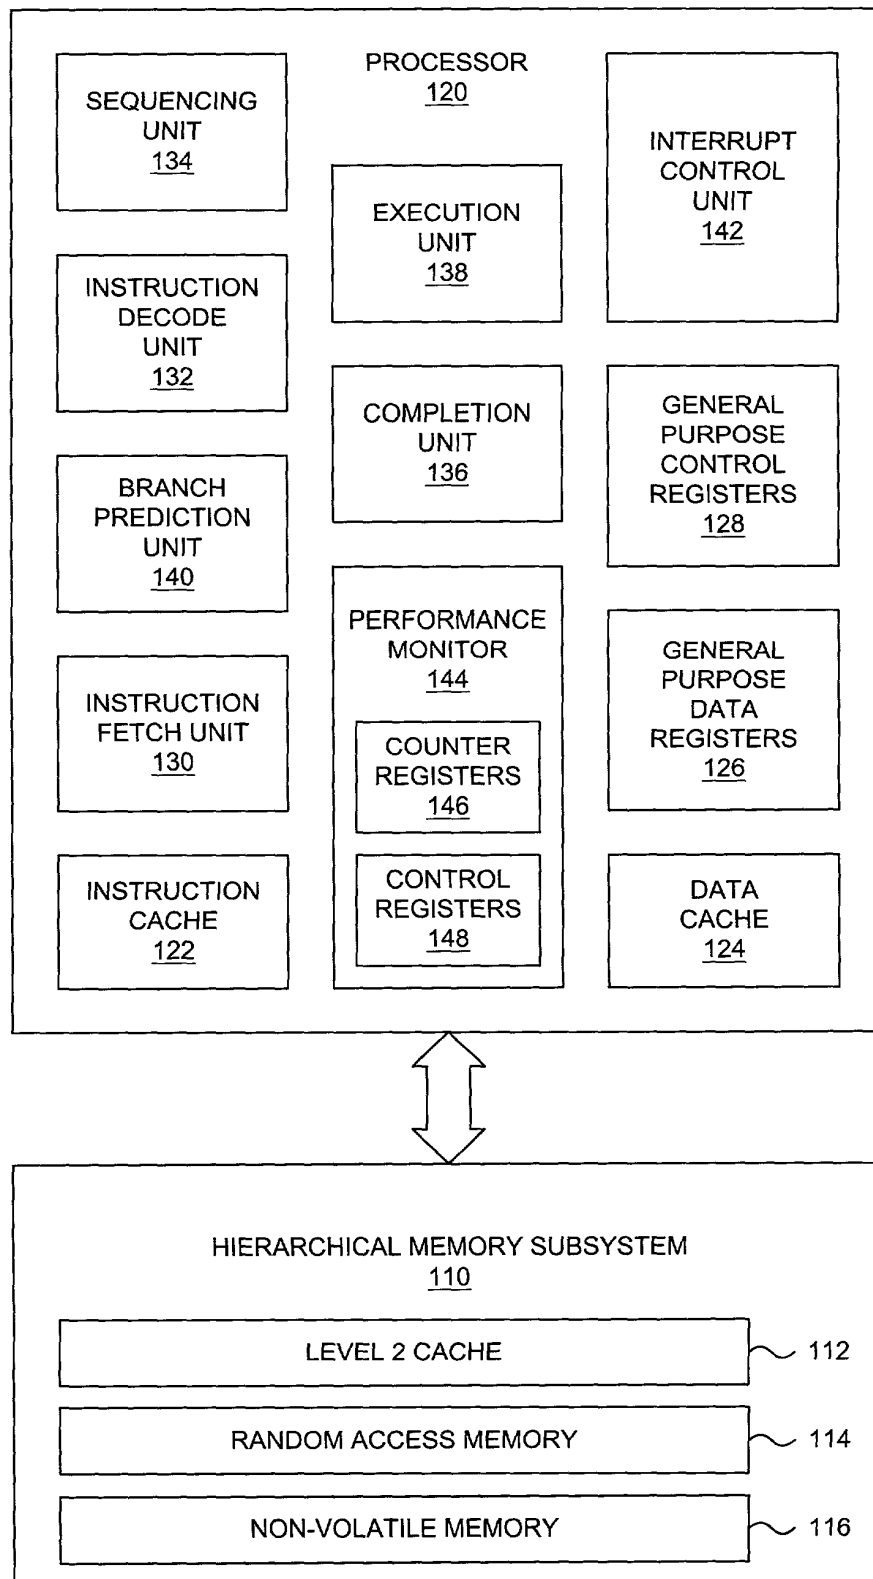 PROCESSOR
120
SEQUENCING
UNIT
134
INSTRUCTION
DECODE
UNIT
132
BRANCH
PREDICTION
UNIT
140
INSTRUCTION
FETCH UNIT
130
INSTRUCTION
CACHE
122
EXECUTION
UNIT
138
COMPLETION
UNIT
136
PERFORMANCE
MONITOR
144
COUNTER
REGISTERS
146
CONTROL
REGISTERS
148
INTERRUPT
CONTROL
UNIT
142
GENERAL
PURPOSE
CONTROL
REGISTERS
128
GENERAL
PURPOSE
DATA
REGISTERS
126
DATA
CACHE
124
HIERARCHICAL MEMORY SUBSYSTEM
110
LEVEL 2 CACHE
112
RANDOM ACCESS MEMORY
114
NON-VOLATILE MEMORY
116